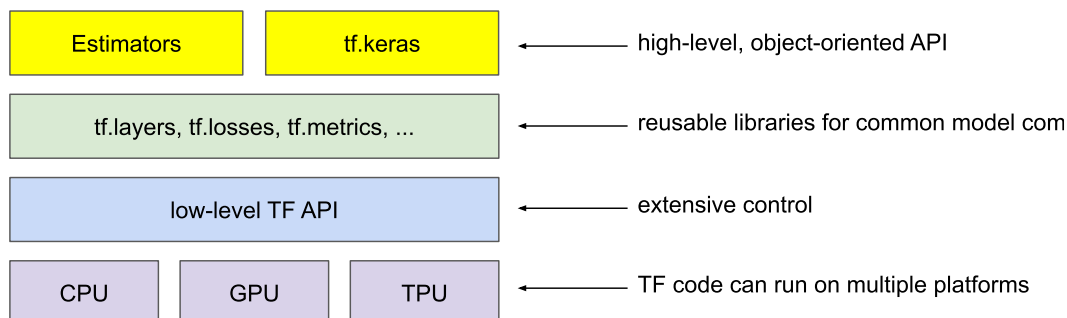 Estimators
tf.keras
high-level, object-oriented API
tf.layers, tf.losses, tf.metrics, ...
reusable libraries for common model com
low-level TF API
extensive control
CPU
GPU
TPU
TF code can run on multiple platforms